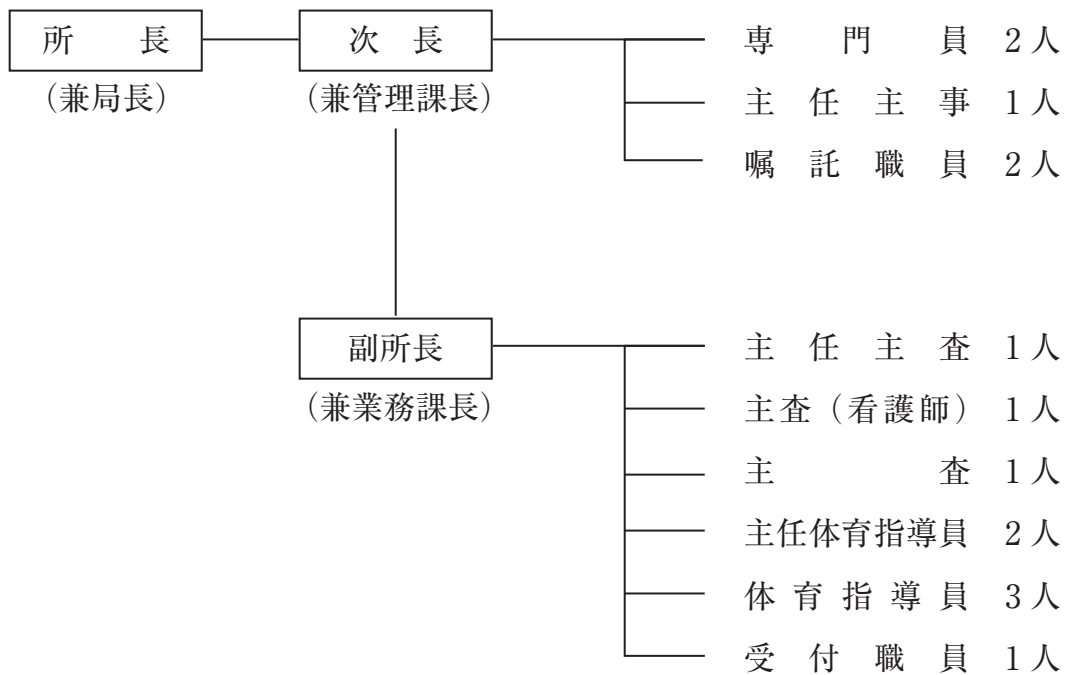 所長 次長 専門員 2人
(兼局長) (兼管理課長) 主任主事 1人
嘱託職員 2人
副所長 主任主査 1人
(兼業務課長) 主査(看護師) 1人
主査 1人
主任体育指導員 2人
体育指導員 3人
受付職員 1人